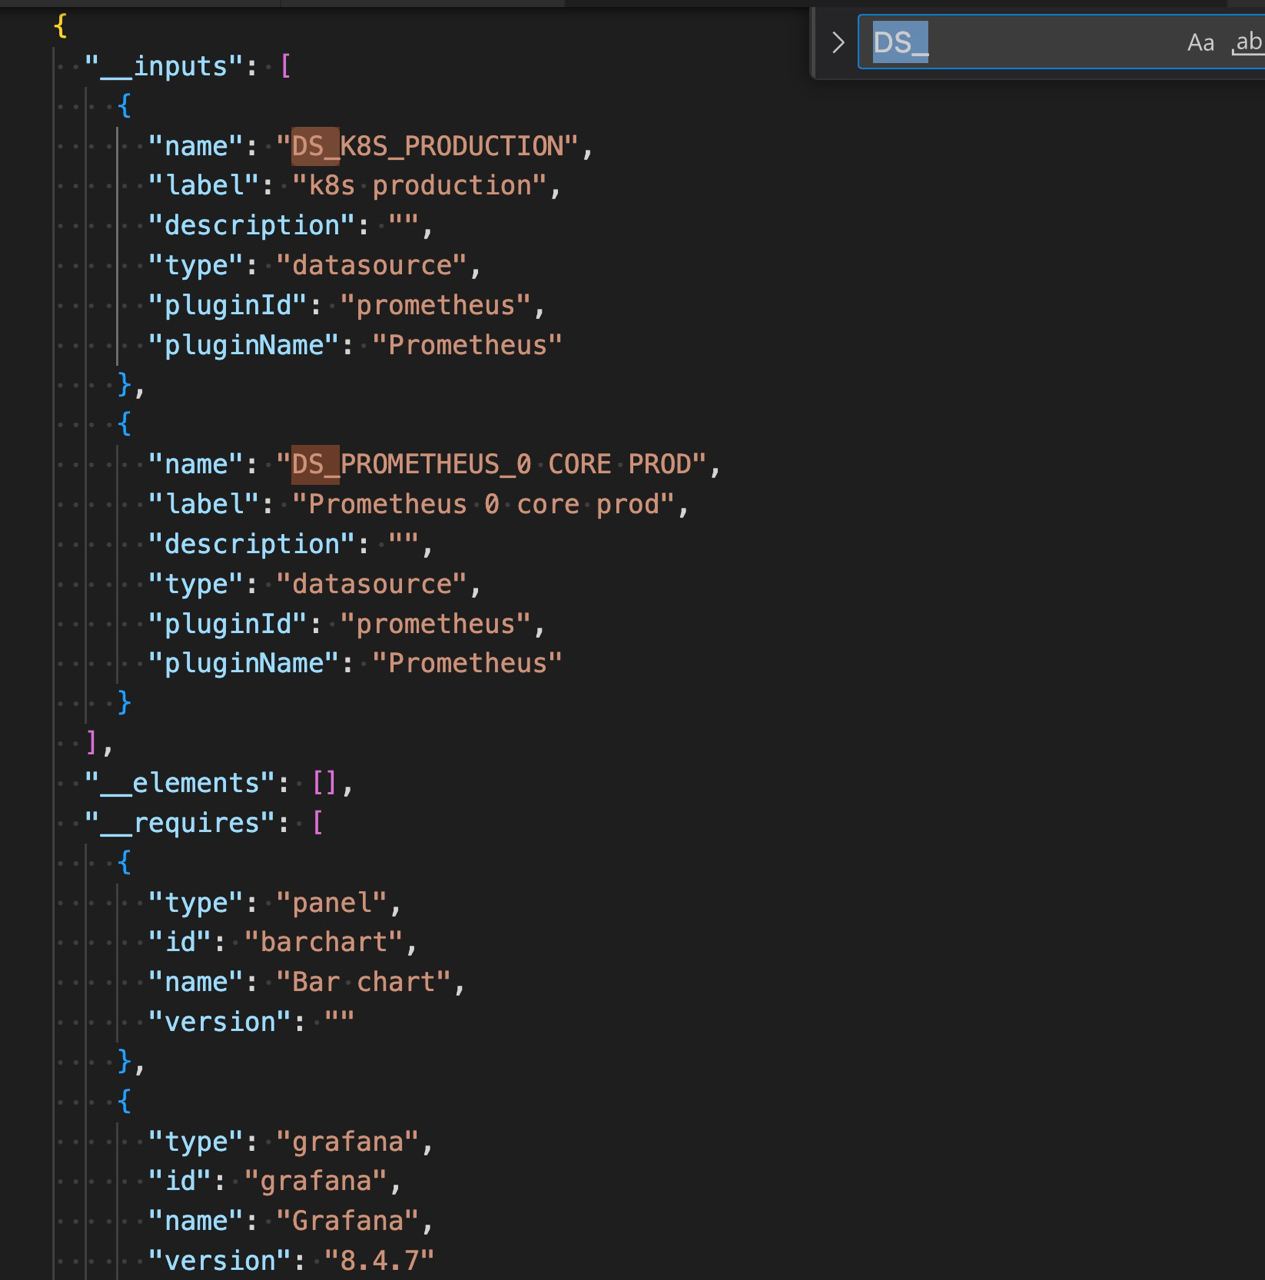 DS_
Aa
ab
{
"__inputs": [
{
"name": "DS_K8S_PRODUCTION",
"label": "k8s production",
"description": "",
"type": "datasource",
"pluginId": "prometheus",
"pluginName": "Prometheus"
},
{
"name": "DS_PROMETHEUS_0 CORE PROD",
"label": "Prometheus 0 core prod",
"description": "",
"type": "datasource",
"pluginId": "prometheus",
"pluginName": "Prometheus"
}
],
"__elements": [],
"__requires": [
{
"type": "panel",
"id": "barchart",
"name": "Bar chart",
"version": ""
},
{
"type": "grafana",
"id": "grafana",
"name": "Grafana",
"version": "8.4.7"